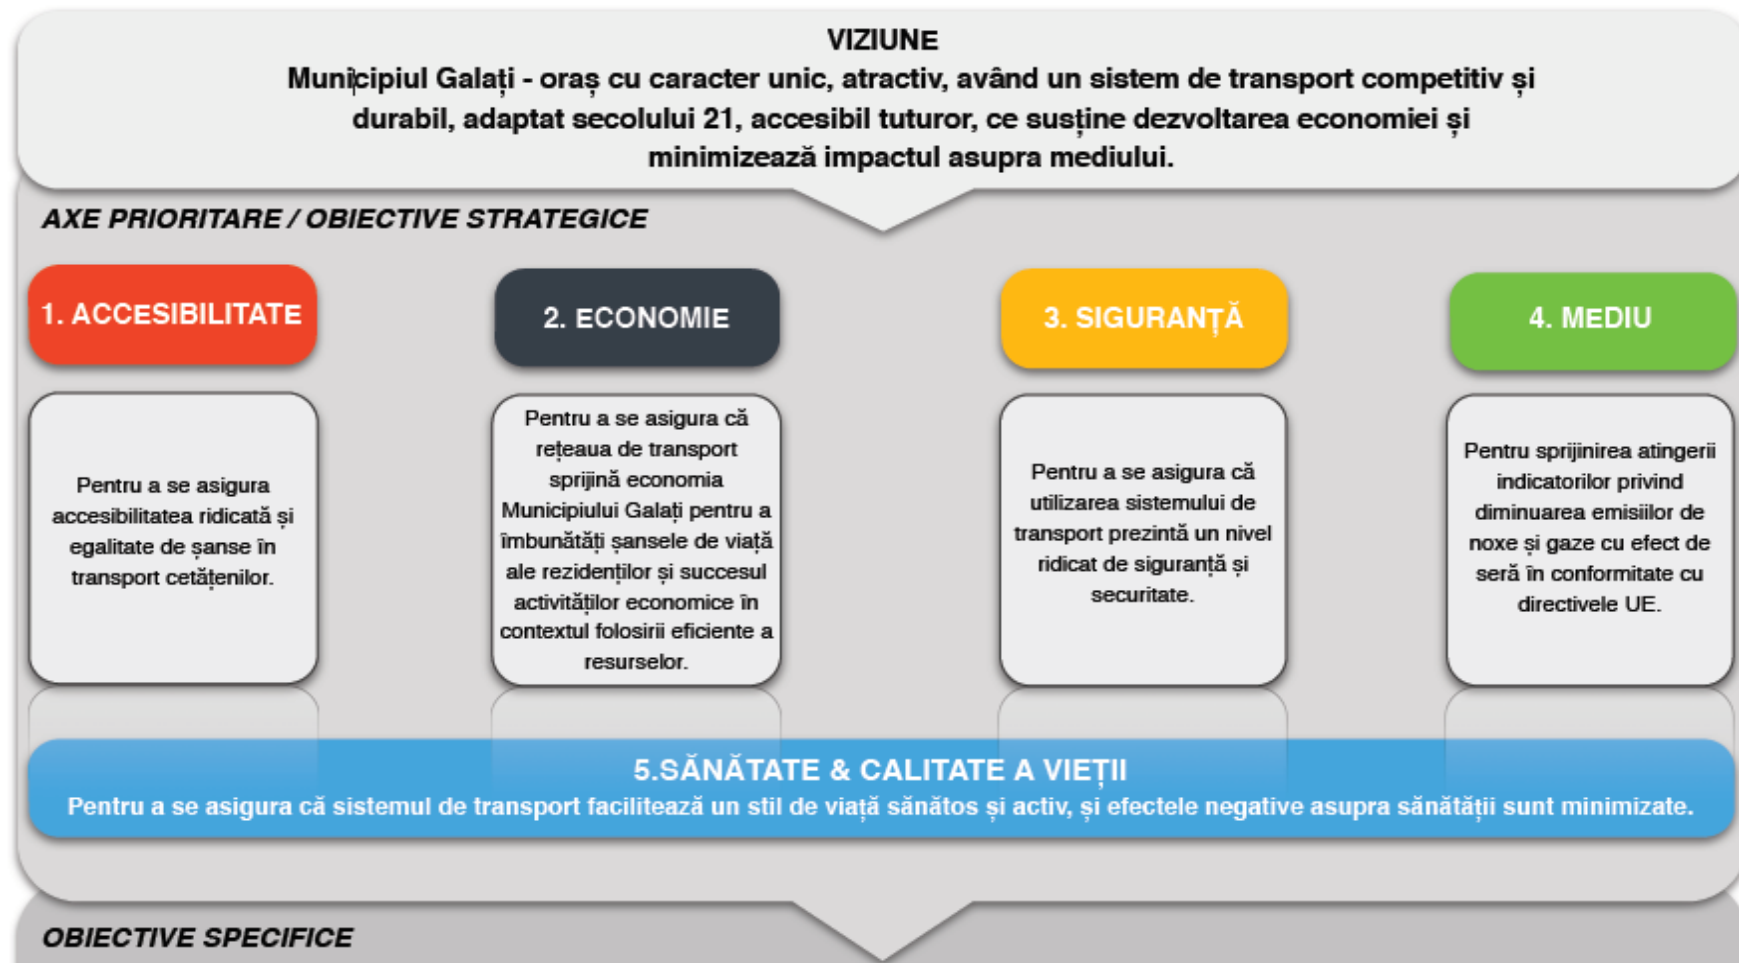 VIZIUNE
Municipiul Galați - oraș cu caracter unic, atractiv, având un sistem de transport competitiv și
durabil, adaptat secolului 21, accesibil tuturor, ce susține dezvoltarea economiei și
minimizează impactul asupra mediului.
AXE PRIORITARE / OBIECTIVE STRATEGICE
1. ACCESIBILITATE
Pentru a se asigura
accesibilitatea ridicată și
egalitate de șanse în
transport cetățenilor.
2. ECONOMIE
Pentru a se asigura că
rețeaua de transport
sprijină economia
Municipiului Galați pentru a
îmbunătăți șansele de viață
ale rezidenților și succesul
activităților economice în
contextul folosirii eficiente a
resurselor.
3. SIGURANȚĂ
Pentru a se asigura că
utilizarea sistemului de
transport prezintă un nivel
ridicat de siguranță și
securitate.
4. MEDIU
Pentru sprijinirea atingerii
indicatorilor privind
diminuarea emisiilor de
noxe și gaze cu efect de
seră în conformitate cu
directivele UE.
5.SĂNĂTATE & CALITATE A VIEȚII
Pentru a se asigura că sistemul de transport facilitează un stil de viață sănătos și activ, și efectele negative asupra sănătății sunt minimizate.
OBIECTIVE SPECIFICE